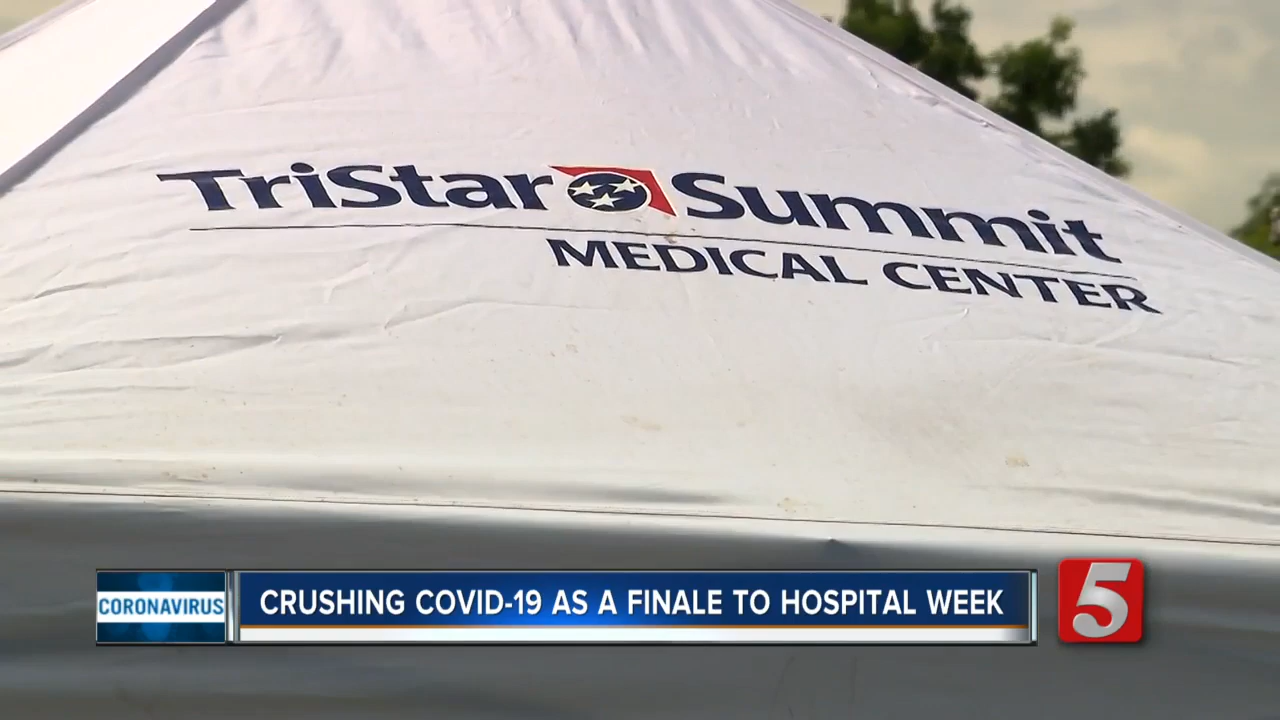 TriStar Summit
MEDICAL CENTER
CORONAVIRUS
CRUSHING COVID-19 AS A FINALE TO HOSPITAL WEEK
5